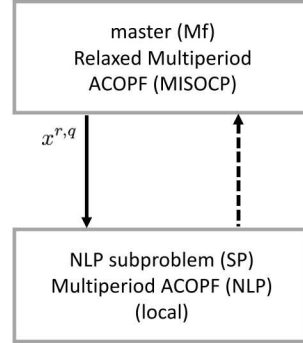 master (Mf)
Relaxed Multiperiod
ACOPF (MISOCP)
x^{r,q}
NLP subproblem (SP)
Multiperiod ACOPF (NLP)
(local)